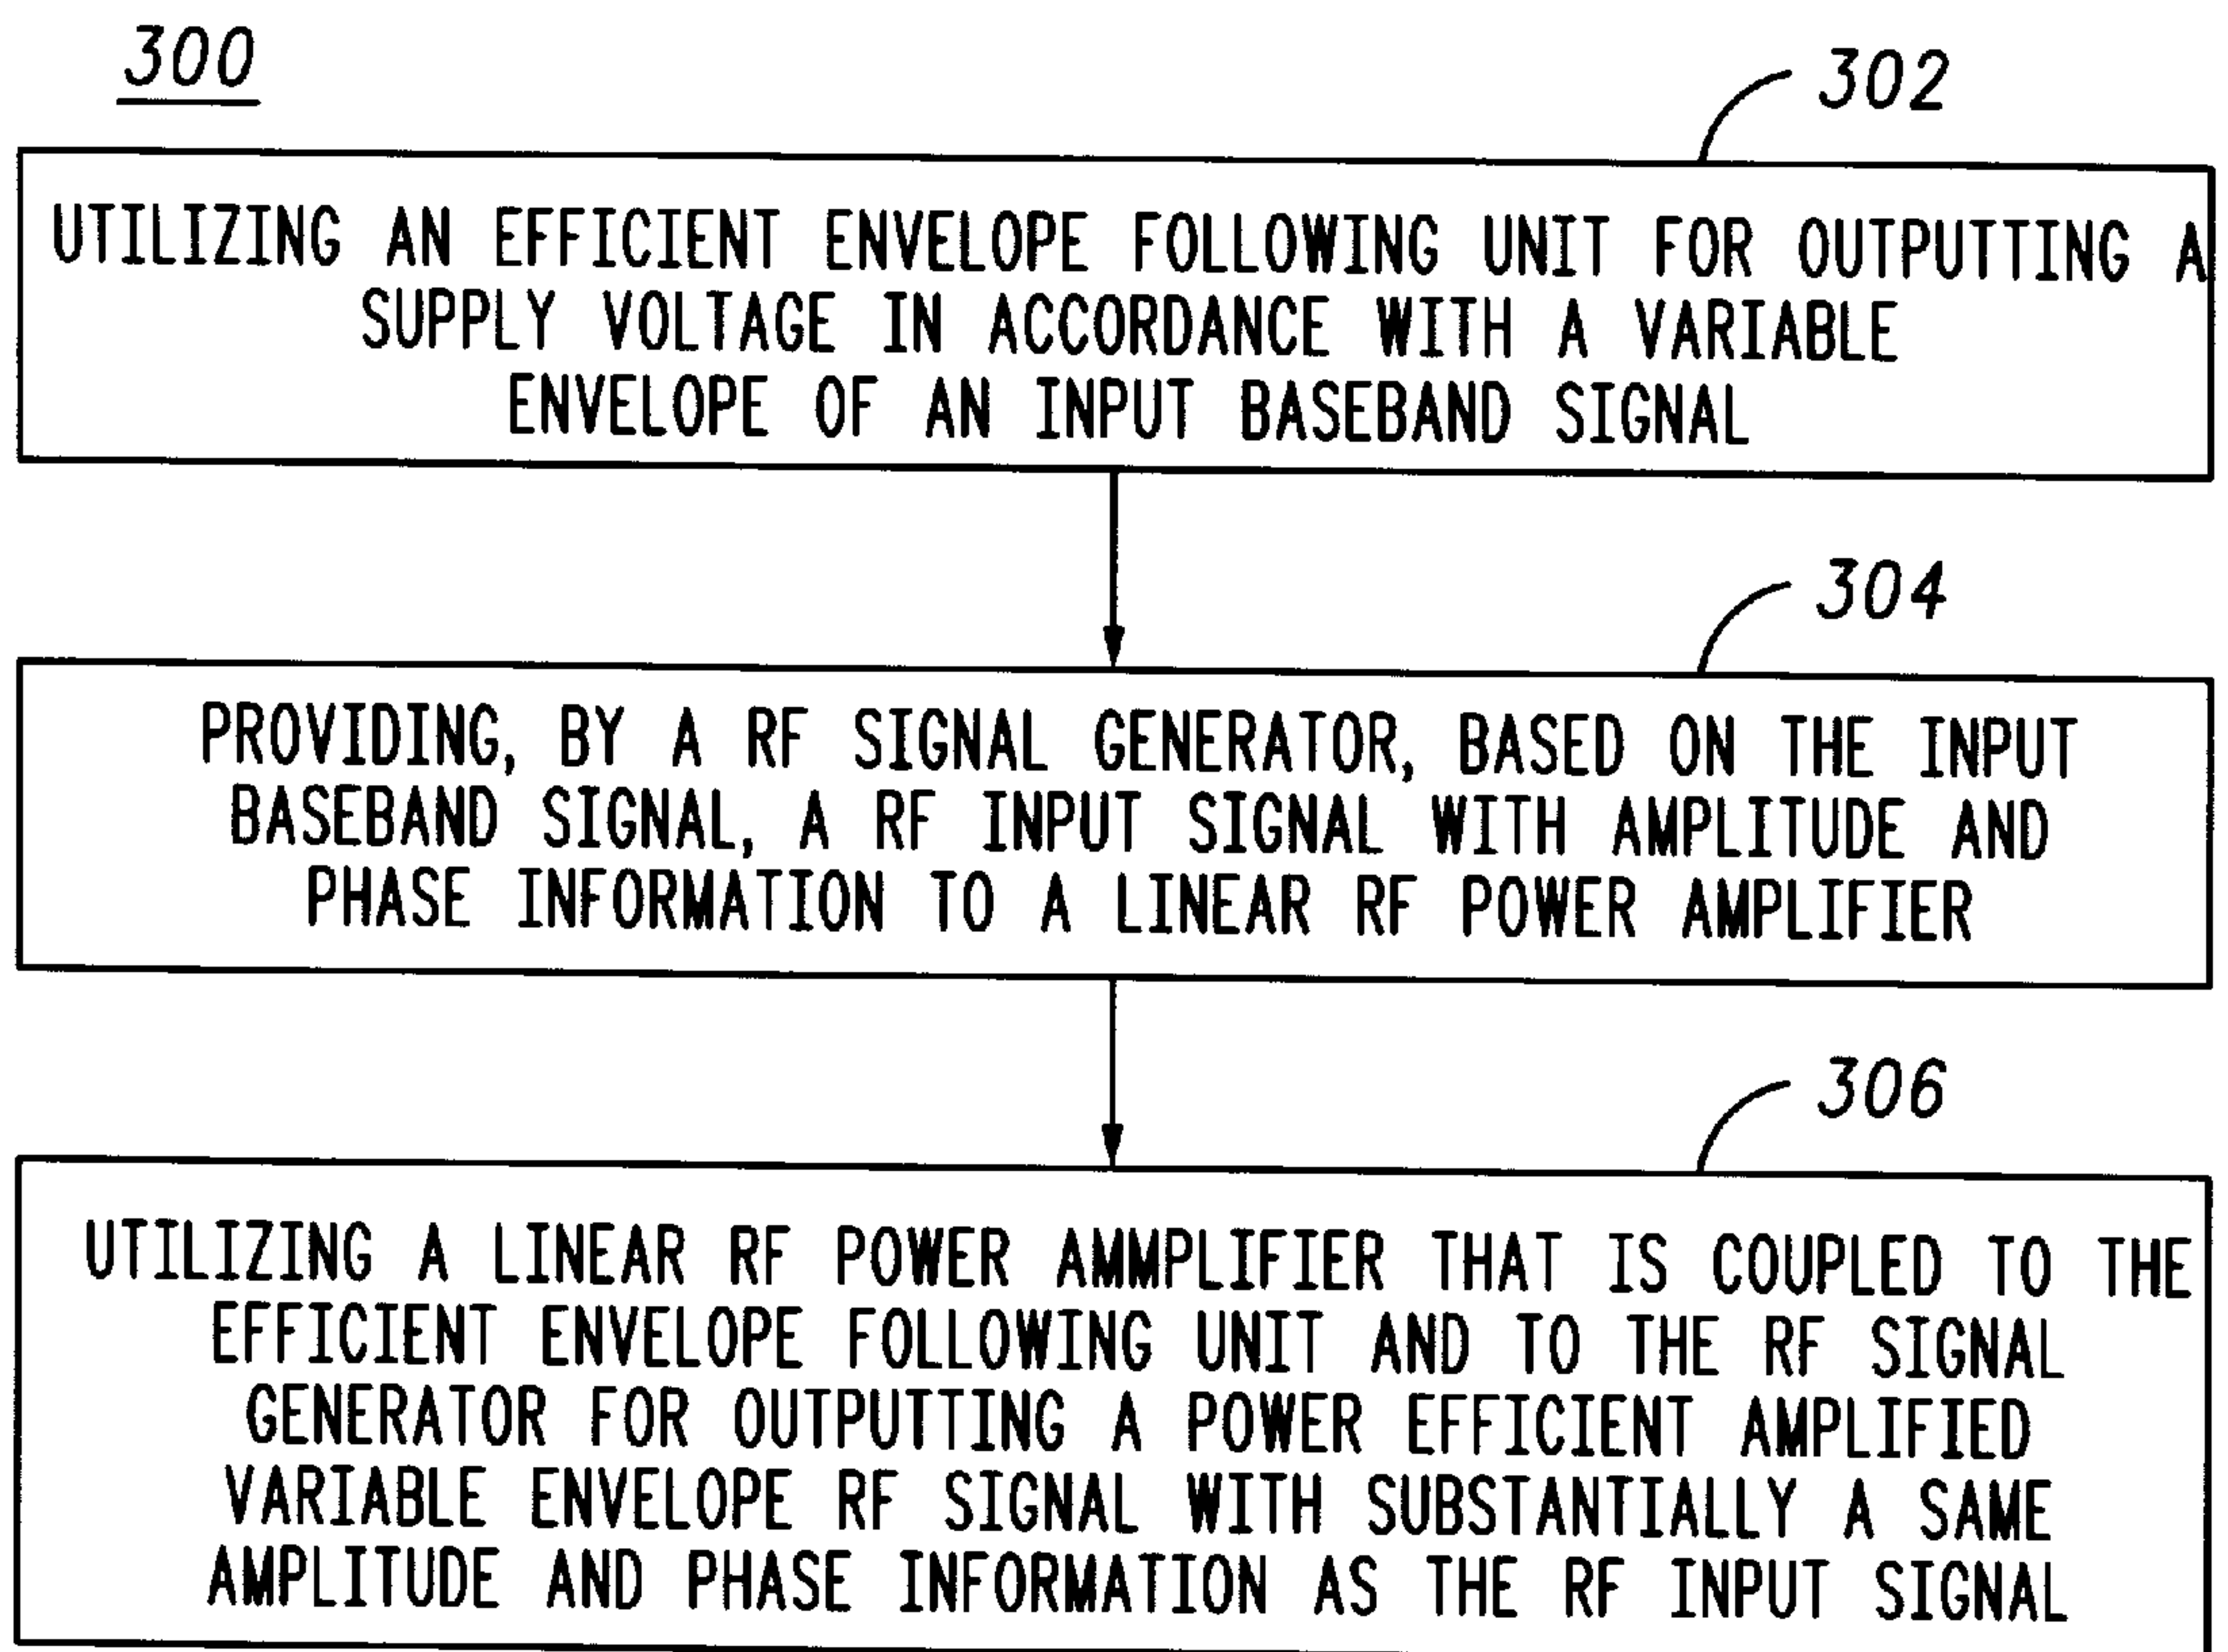 300
302
UTILIZING AN EFFICIENT ENVELOPE FOLLOWING UNIT FOR OUTPUTTING A
SUPPLY VOLTAGE IN ACCORDANCE WITH A VARIABLE
ENVELOPE OF AN INPUT BASEBAND SIGNAL
304
PROVIDING, BY A RF SIGNAL GENERATOR, BASED ON THE INPUT
BASEBAND SIGNAL, A RF INPUT SIGNAL WITH AMPLITUDE AND
PHASE INFORMATION TO A LINEAR RF POWER AMPLIFIER
306
UTILIZING A LINEAR RF POWER AMMPLIFIER THAT IS COUPLED TO THE
EFFICIENT ENVELOPE FOLLOWING UNIT AND TO THE RF SIGNAL
GENERATOR FOR OUTPUTTING A POWER EFFICIENT AMPLIFIED
VARIABLE ENVELOPE RF SIGNAL WITH SUBSTANTIALLY A SAME
AMPLITUDE AND PHASE INFORMATION AS THE RF INPUT SIGNAL